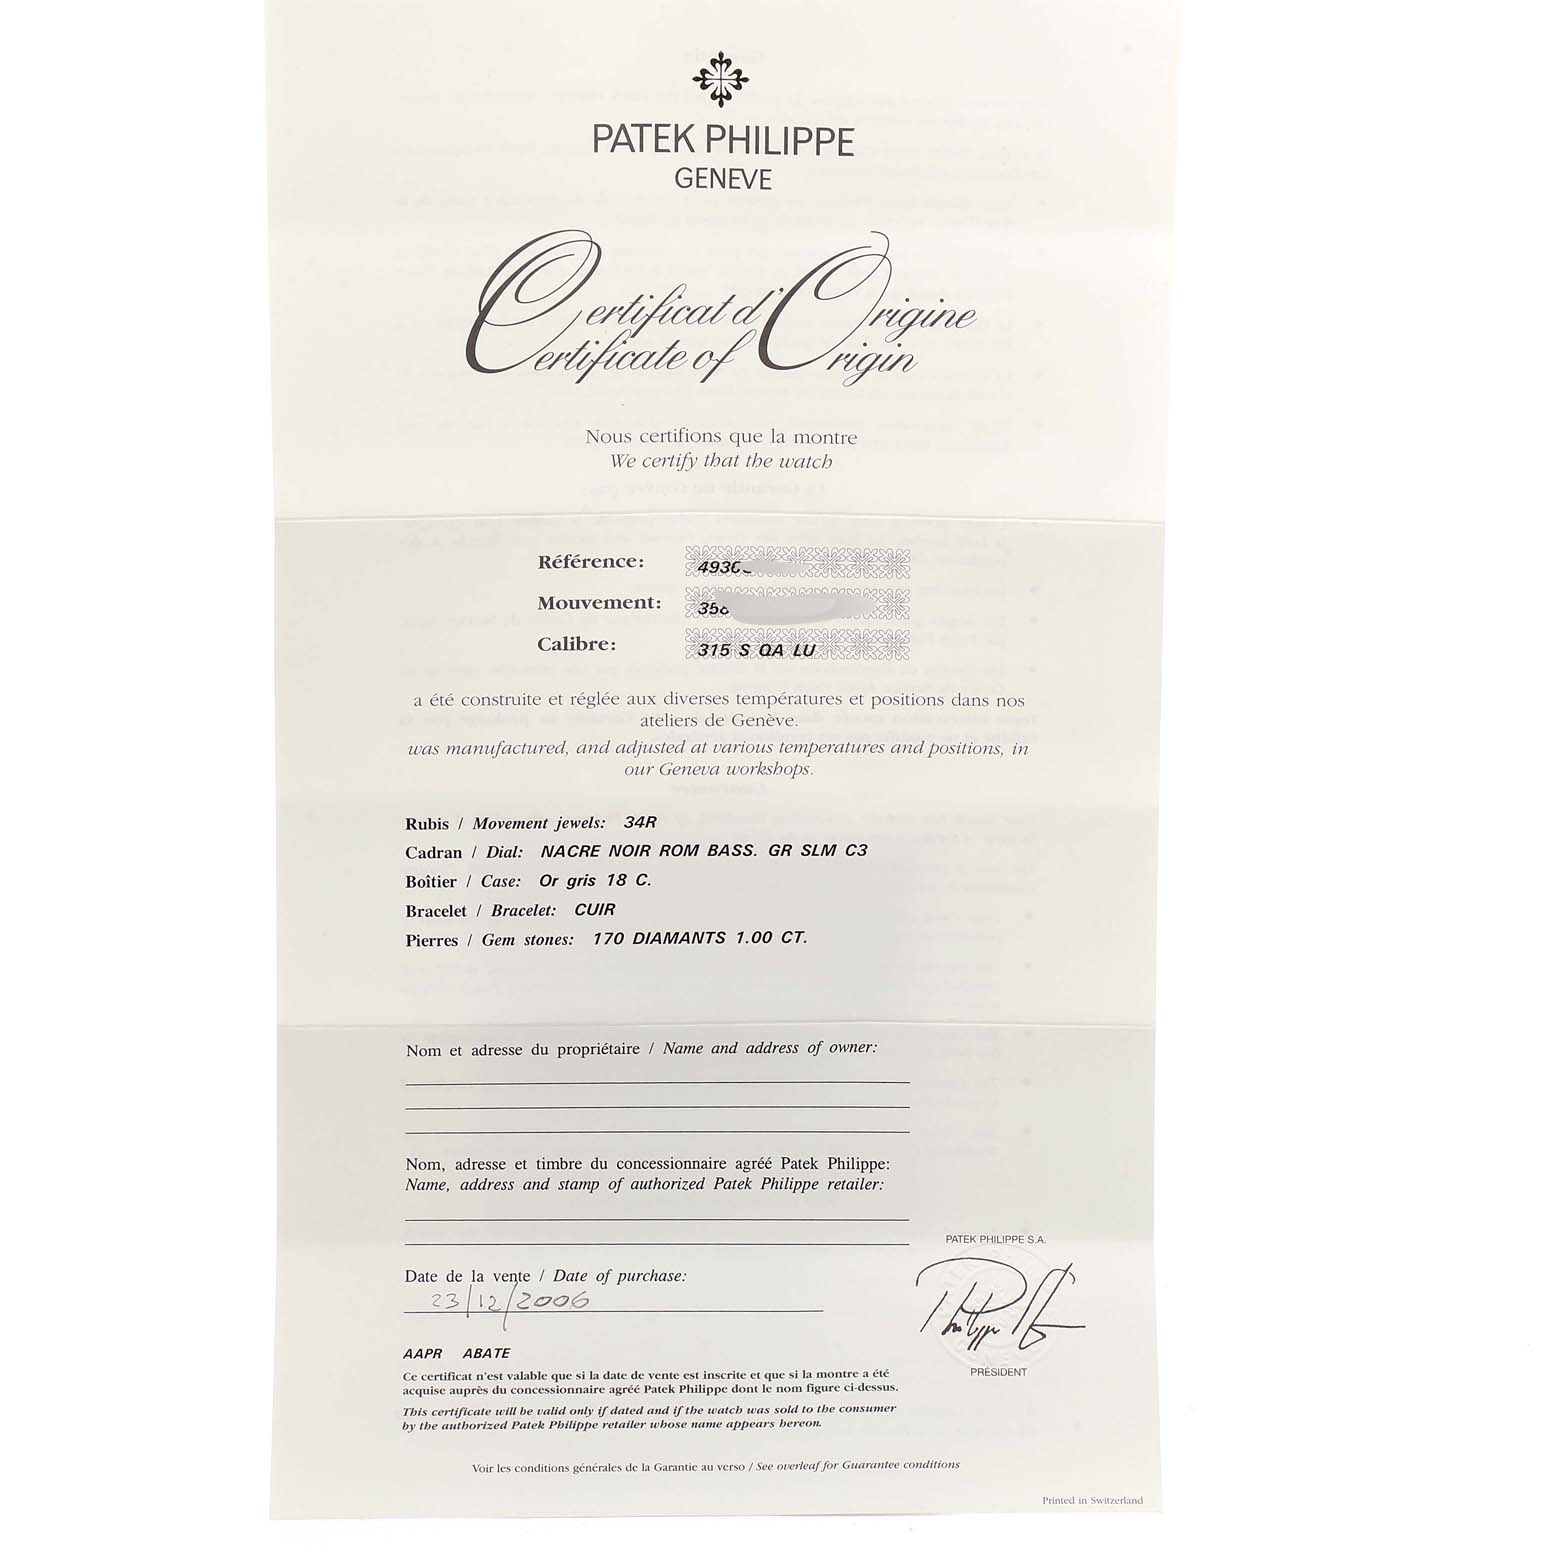 PATEK PHILIPPE
GENEVE
Certificat d'Origine
Certificate of Origin
Nous certifions que la montre
We certify that the watch
Référence:
Mouvement:
Calibre: 315 S QA LU
a été construite et réglée aux diverses températures et positions dans nos
ateliers de Genève.
was manufactured, and adjusted at various temperatures and positions, in
our Geneva workshops.
Rubis / Movement jewels: 34R
Cadran / Dial: NACRE NOIR ROM BASS. GR SLM C3
Boîtier / Case: Or gris 18 C.
Bracelet / Bracelet: CUIR
Pierres / Gem stones: 170 DIAMANTS 1.00 CT.
Nom et adresse du propriétaire / Name and address of owner:
Nom, adresse et timbre du concessionnaire agréé Patek Philippe:
Name, address and stamp of authorized Patek Philippe retailer:
PATEK PHILIPPE S.A.
Date de la vente / Date of purchase:
23/12/2006
PRÉSIDENT
AAPR ABATE
Ce certificat n'est valable que si la date de vente est inscrite et que si la montre a été
acquise auprès du concessionnaire agréé Patek Philippe dont le nom figure ci-dessus.
This certificate will be valid only if dated and if the watch was sold to the consumer
by the authorized Patek Philippe retailer whose name appears hereon.
Voir les conditions générales de la Garantie au verso / See overleaf for Guarantee conditions
Printed in Switzerland